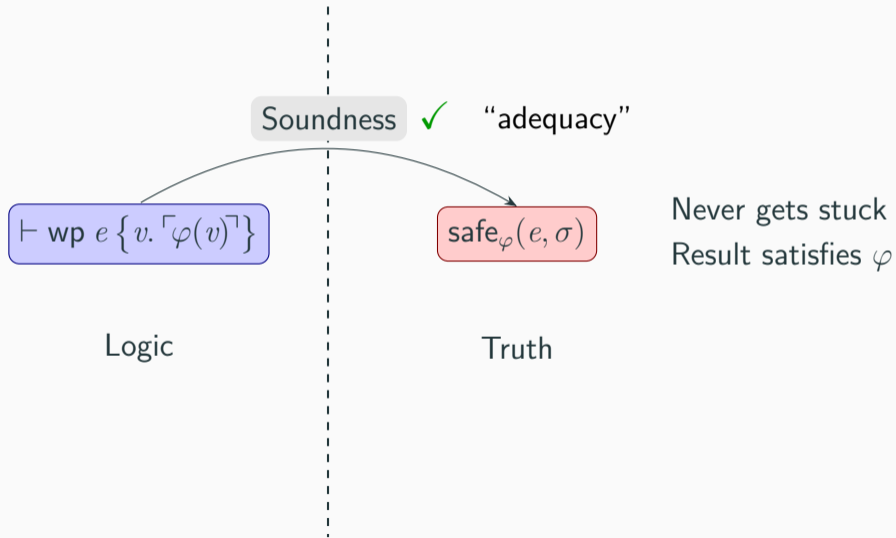 Soundness ✓ “adequacy”
⊢ wp e {v. ⌜φ(v)⌝}
safeφ(e, σ)
Never gets stuck
Result satisfies φ
Logic
Truth